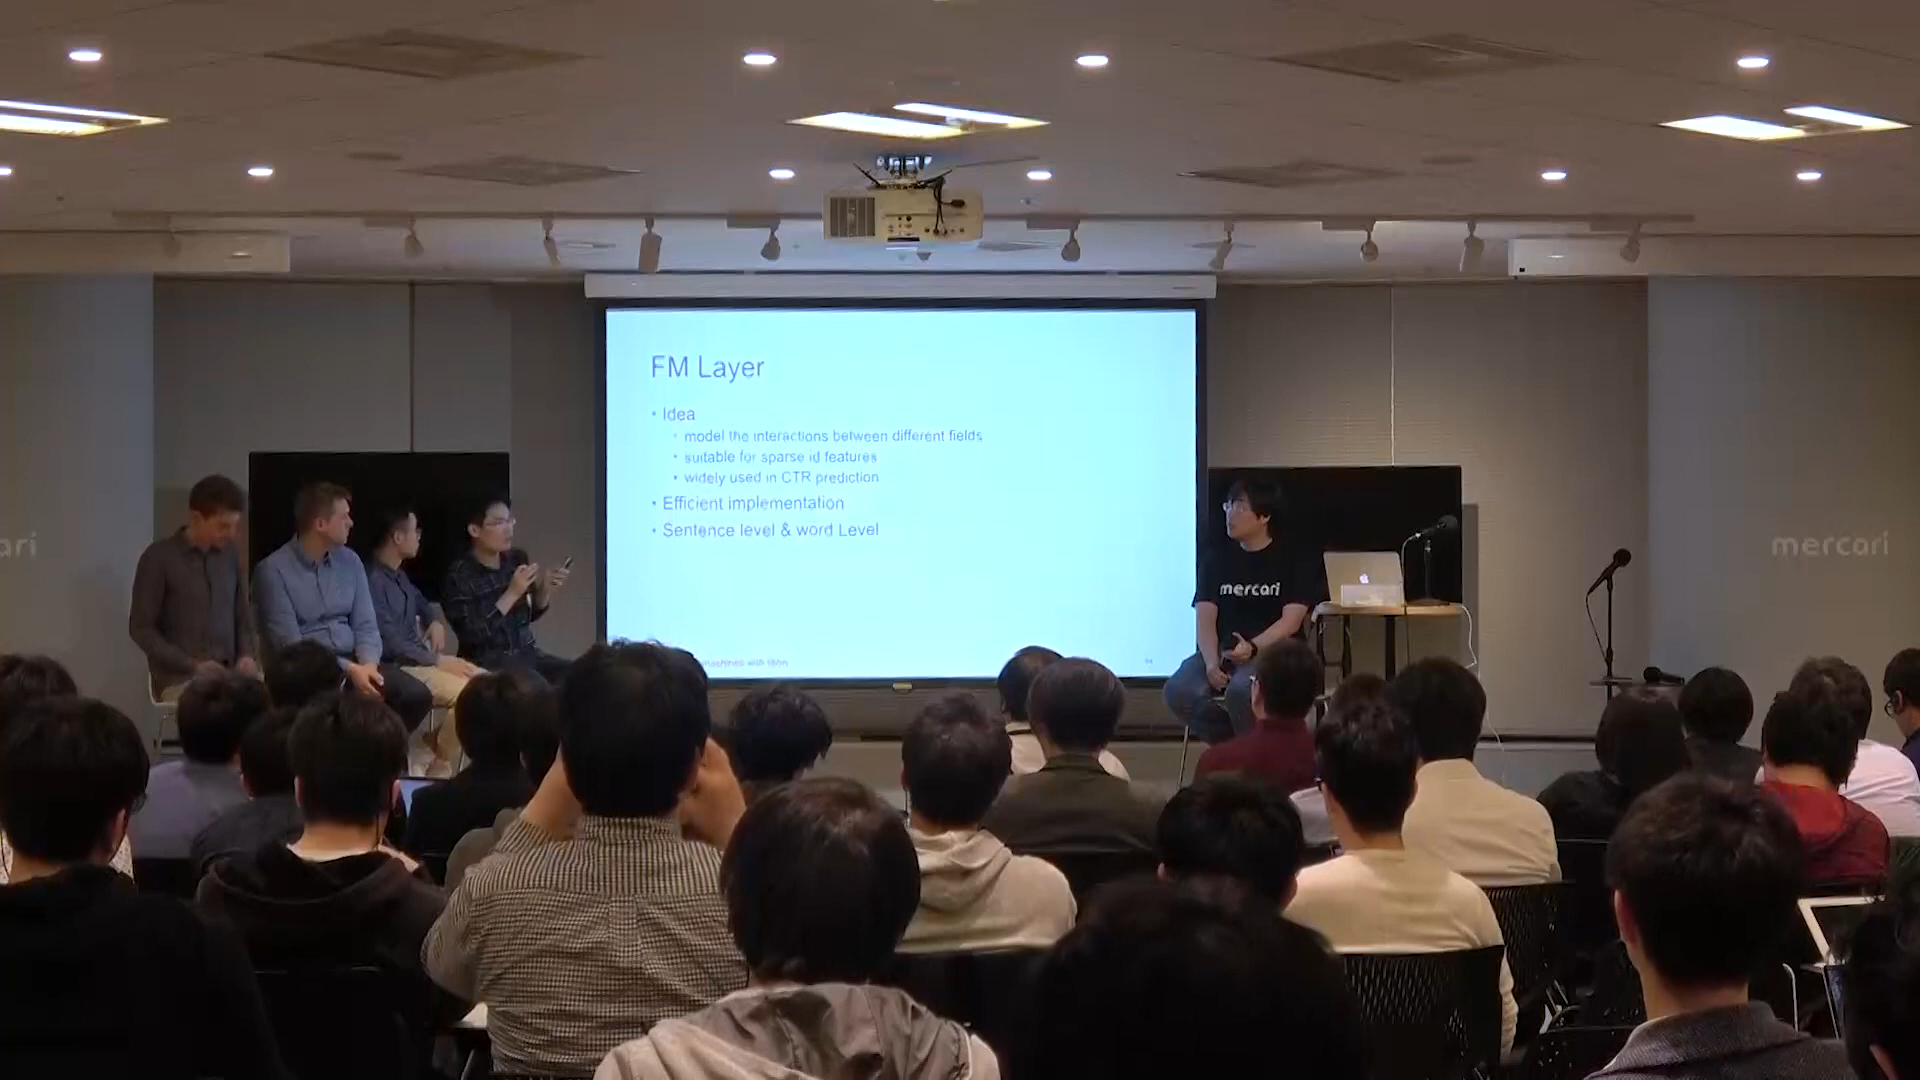 FM Layer
• Idea
• model the interactions between different fields
• suitable for sparse id features
• widely used in CTR prediction
• Efficient implementation
• Sentence level & word Level
mercari
mercari
ari